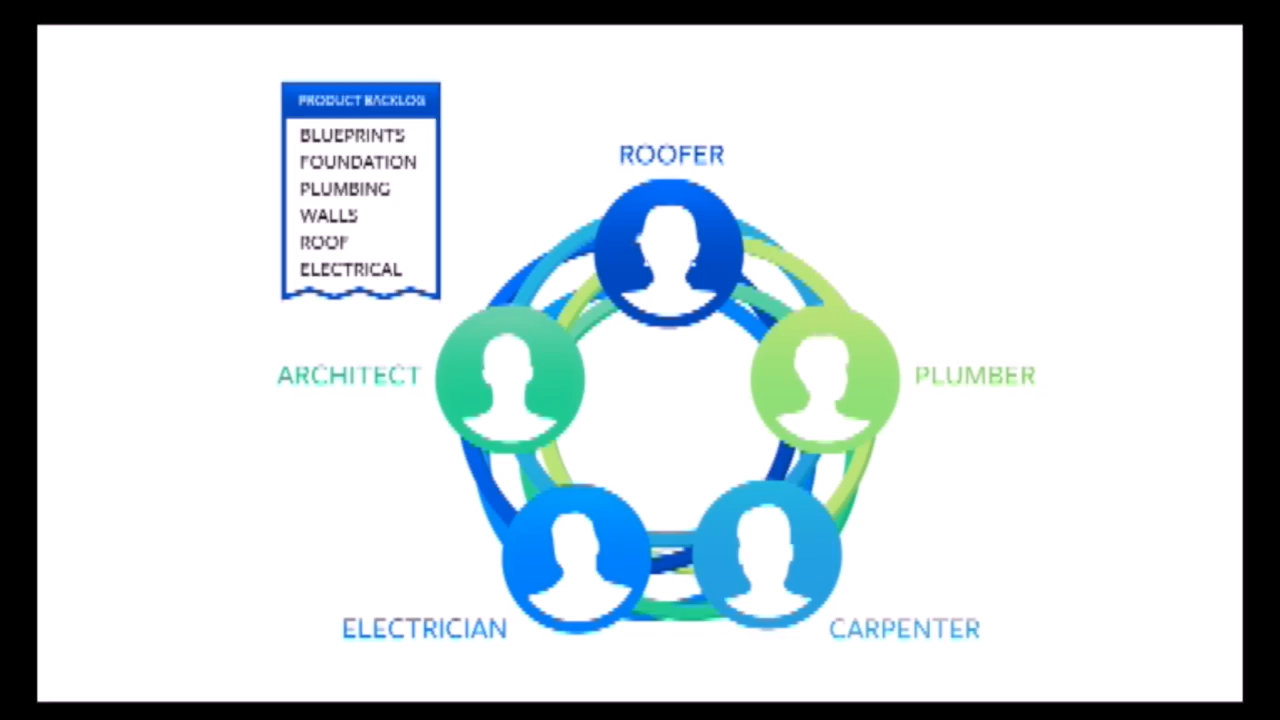 PRODUCT BACKLOG
BLUEPRINTS
FOUNDATION
PLUMBING
WALLS
ROOF
ELECTRICAL
ROOFER
ARCHITECT
PLUMBER
ELECTRICIAN
CARPENTER